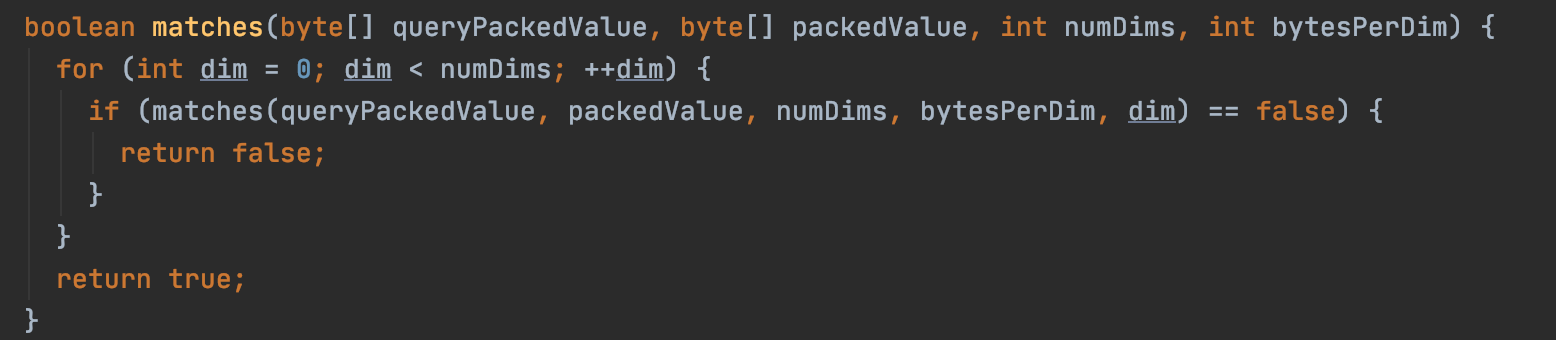 boolean matches(byte[] queryPackedValue, byte[] packedValue, int numDims, int bytesPerDim) {
  for (int dim = 0; dim < numDims; ++dim) {
    if (matches(queryPackedValue, packedValue, numDims, bytesPerDim, dim) == false) {
      return false;
    }
  }
  return true;
}